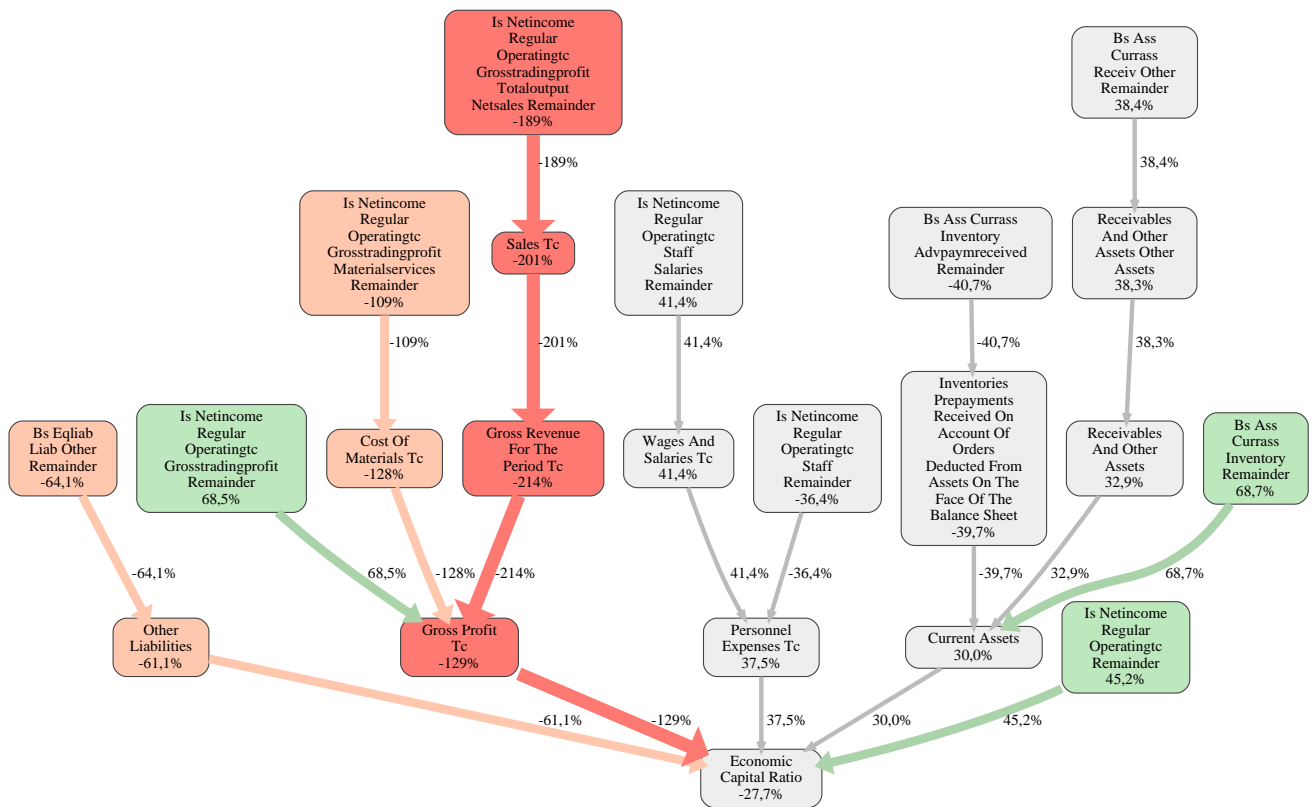 Is Netincome
Regular
Operatingtc
Grosstradingprofit
Totaloutput
Netsales Remainder
-189%
Bs Ass
Currass
Receiv Other
Remainder
38,4%
-189%
38,4%
Is Netincome
Regular
Operatingtc
Grosstradingprofit
Materialservices
Remainder
-109%
Sales Tc
-201%
Is Netincome
Regular
Operatingtc
Staff
Salaries
Remainder
41,4%
Bs Ass Currass
Inventory
Advpaymreceived
Remainder
-40,7%
Receivables
And Other
Assets Other
Assets
38,3%
-109%
-201%
41,4%
-40,7%
38,3%
Bs Eqliab
Liab Other
Remainder
-64,1%
Is Netincome
Regular
Operatingtc
Grosstradingprofit
Remainder
68,5%
Cost Of
Materials Tc
-128%
Gross Revenue
For The
Period Tc
-214%
Wages And
Salaries Tc
41,4%
Is Netincome
Regular
Operatingtc
Staff
Remainder
-36,4%
Inventories
Prepayments
Received On
Account Of
Orders
Deducted From
Assets On The
Face Of The
Balance Sheet
-39,7%
Receivables
And Other
Assets
32,9%
Bs Ass
Currass
Inventory
Remainder
68,7%
-64,1%
68,5%
-128%
-214%
41,4%
-36,4%
-39,7%
32,9%
68,7%
Other
Liabilities
-61,1%
Gross Profit
Tc
-129%
Personnel
Expenses Tc
37,5%
Current Assets
30,0%
Is Netincome
Regular
Operatingtc
Remainder
45,2%
-61,1%
-129%
37,5%
30,0%
45,2%
Economic
Capital Ratio
-27,7%